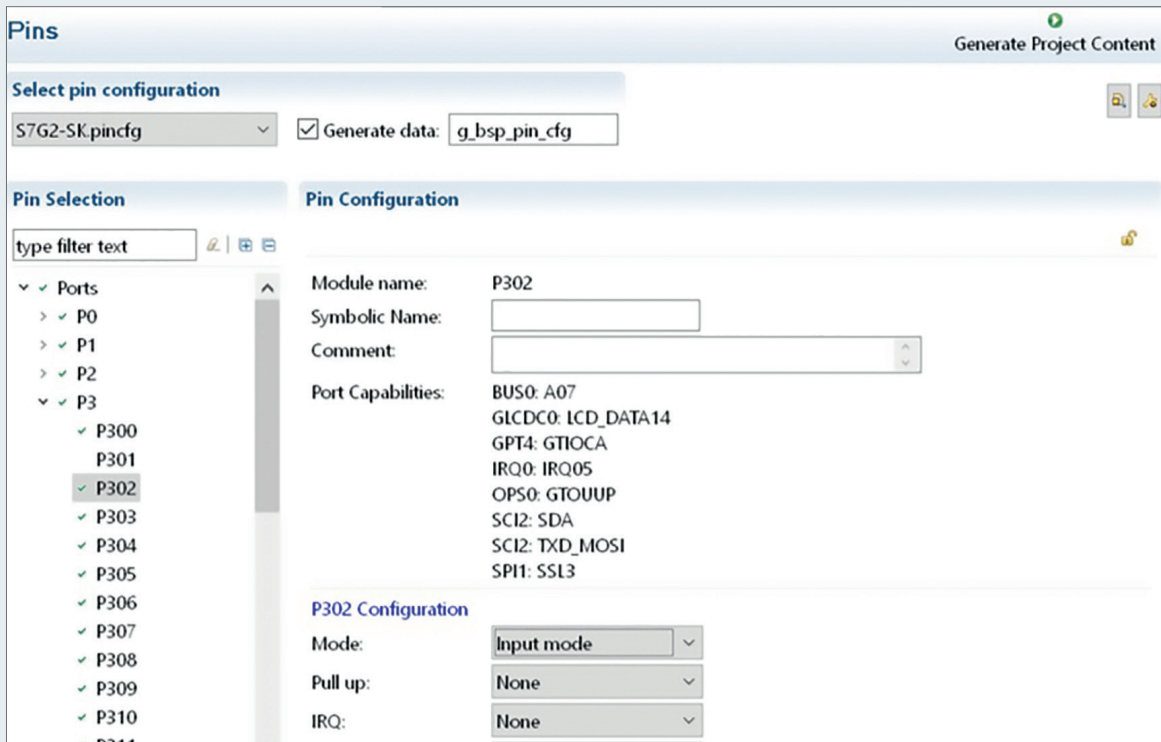 Pins
Generate Project Content
Select pin configuration
S7G2-SK.pincfg
Generate data: g_bsp_pin_cfg
Pin Selection
type filter text
Ports
P0
P1
P2
P3
P300
P301
P302
P303
P304
P305
P306
P307
P308
P309
P310
Pin Configuration
Module name: P302
Symbolic Name:
Comment:
Port Capabilities: BUS0: A07
GLCDC0: LCD_DATA14
GPT4: GTIOCA
IRQ0: IRQ05
OPS0: GTOUUP
SCI2: SDA
SCI2: TXD_MOSI
SPI1: SSL3
P302 Configuration
Mode: Input mode
Pull up: None
IRQ: None